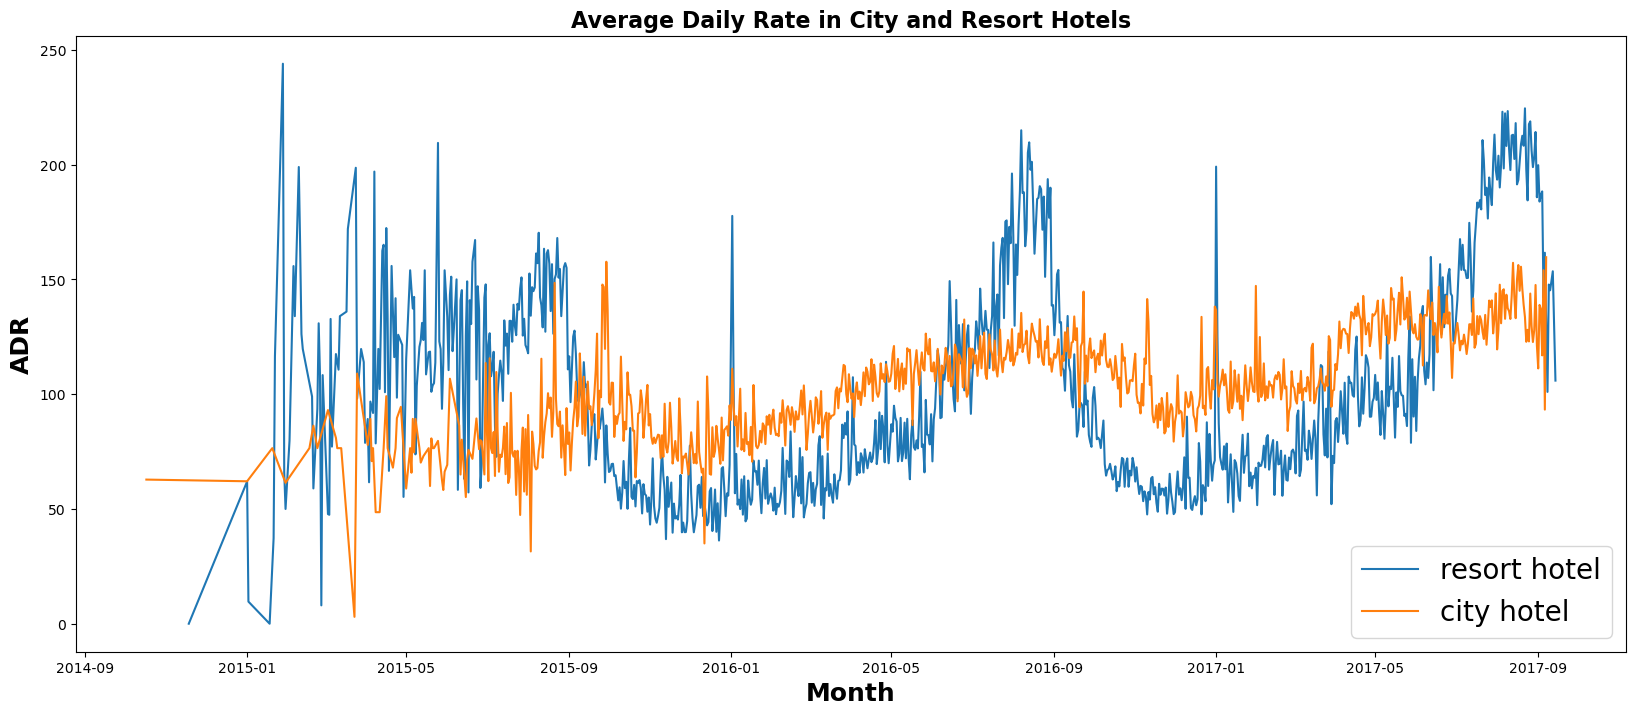 Average Daily Rate in City and Resort Hotels
250
200
150
100
50
0
ADR
resort hotel
city hotel
2014-09 2015-01 2015-05 2015-09 2016-01 2016-05 2016-09 2017-01 2017-05 2017-09
Month